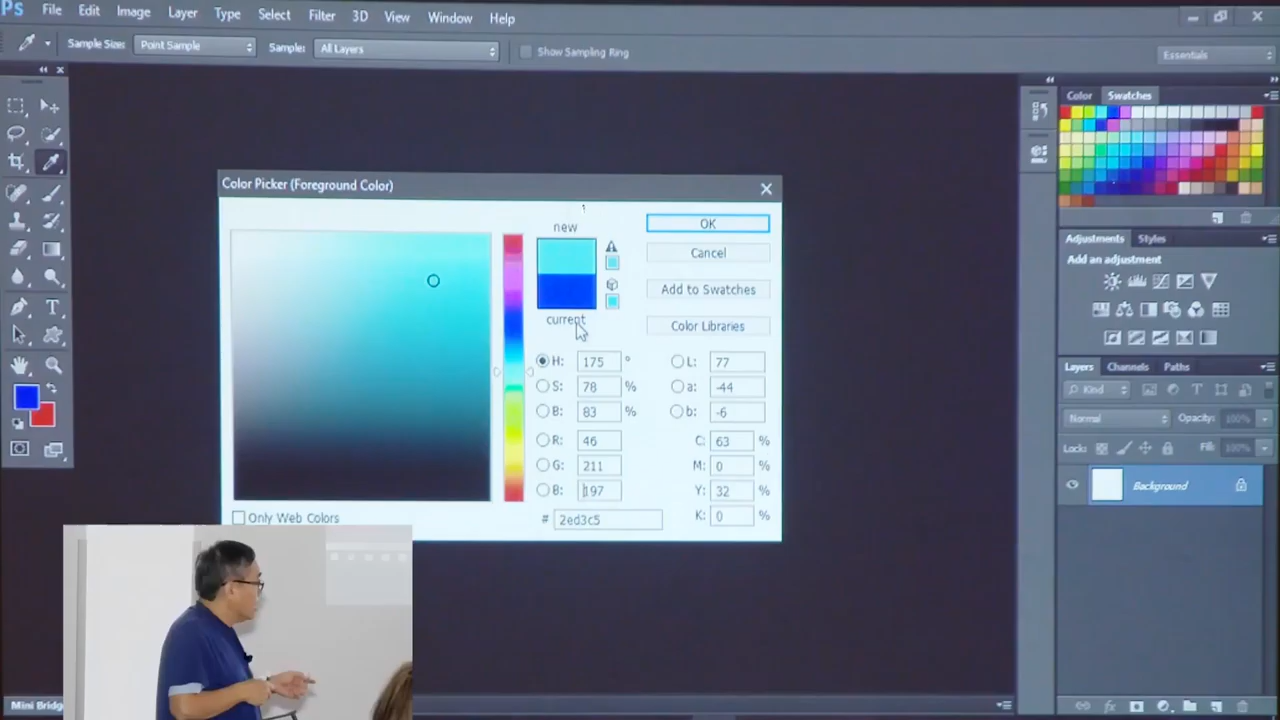 Ps File Edit Image Layer Type Select Filter 3D View Window Help
Sample Size: Point Sample Sample: All Layers Show Sampling Ring Essentials
Color Swatches
Color Picker (Foreground Color)
new
OK
Cancel
Add to Swatches
Color Libraries
current
H: 175 °
S: 78 %
B: 83 %
R: 46
G: 211
B: 197
# 2ed3c5
L: 77
a: -44
b: -6
C: 63 %
M: 0 %
Y: 32 %
K: 0 %
Only Web Colors
Adjustments Styles
Add an adjustment
Layers Channels Paths
Kind
Normal Opacity: 100%
Lock: Fill: 100%
Background
Mini Bridg